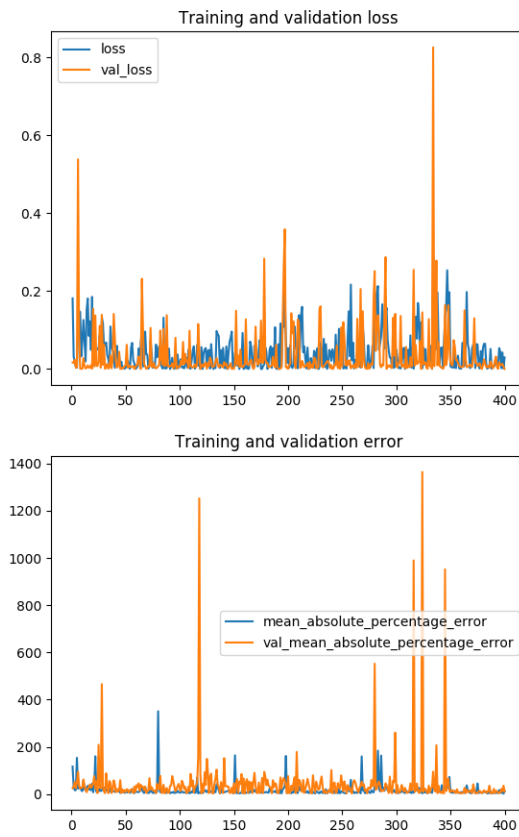 Training and validation loss
loss
val_loss
0.8
0.6
0.4
0.2
0.0
0 50 100 150 200 250 300 350 400
Training and validation error
1400
1200
1000
800
mean_absolute_percentage_error
val_mean_absolute_percentage_error
600
400
200
0
0 50 100 150 200 250 300 350 400